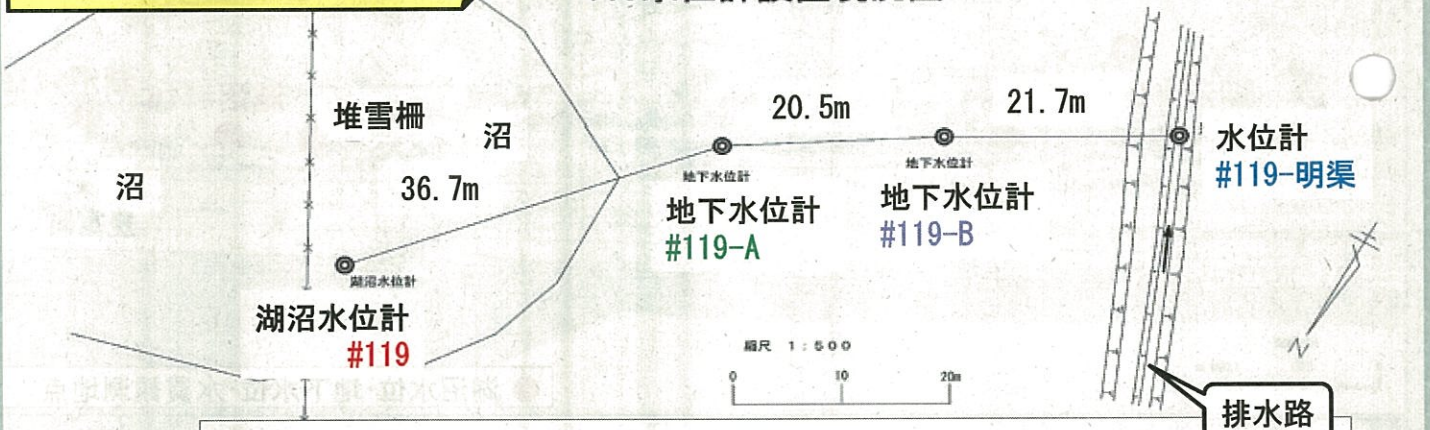 堆雪柵
沼
沼
36.7m
20.5m
21.7m
水位計
#119-明渠
地下水位計
地下水位計
#119-A
地下水位計
地下水位計
#119-B
湖沼水位計
湖沼水位計
#119
縮尺 1:500
0 10 20m
N
排水路